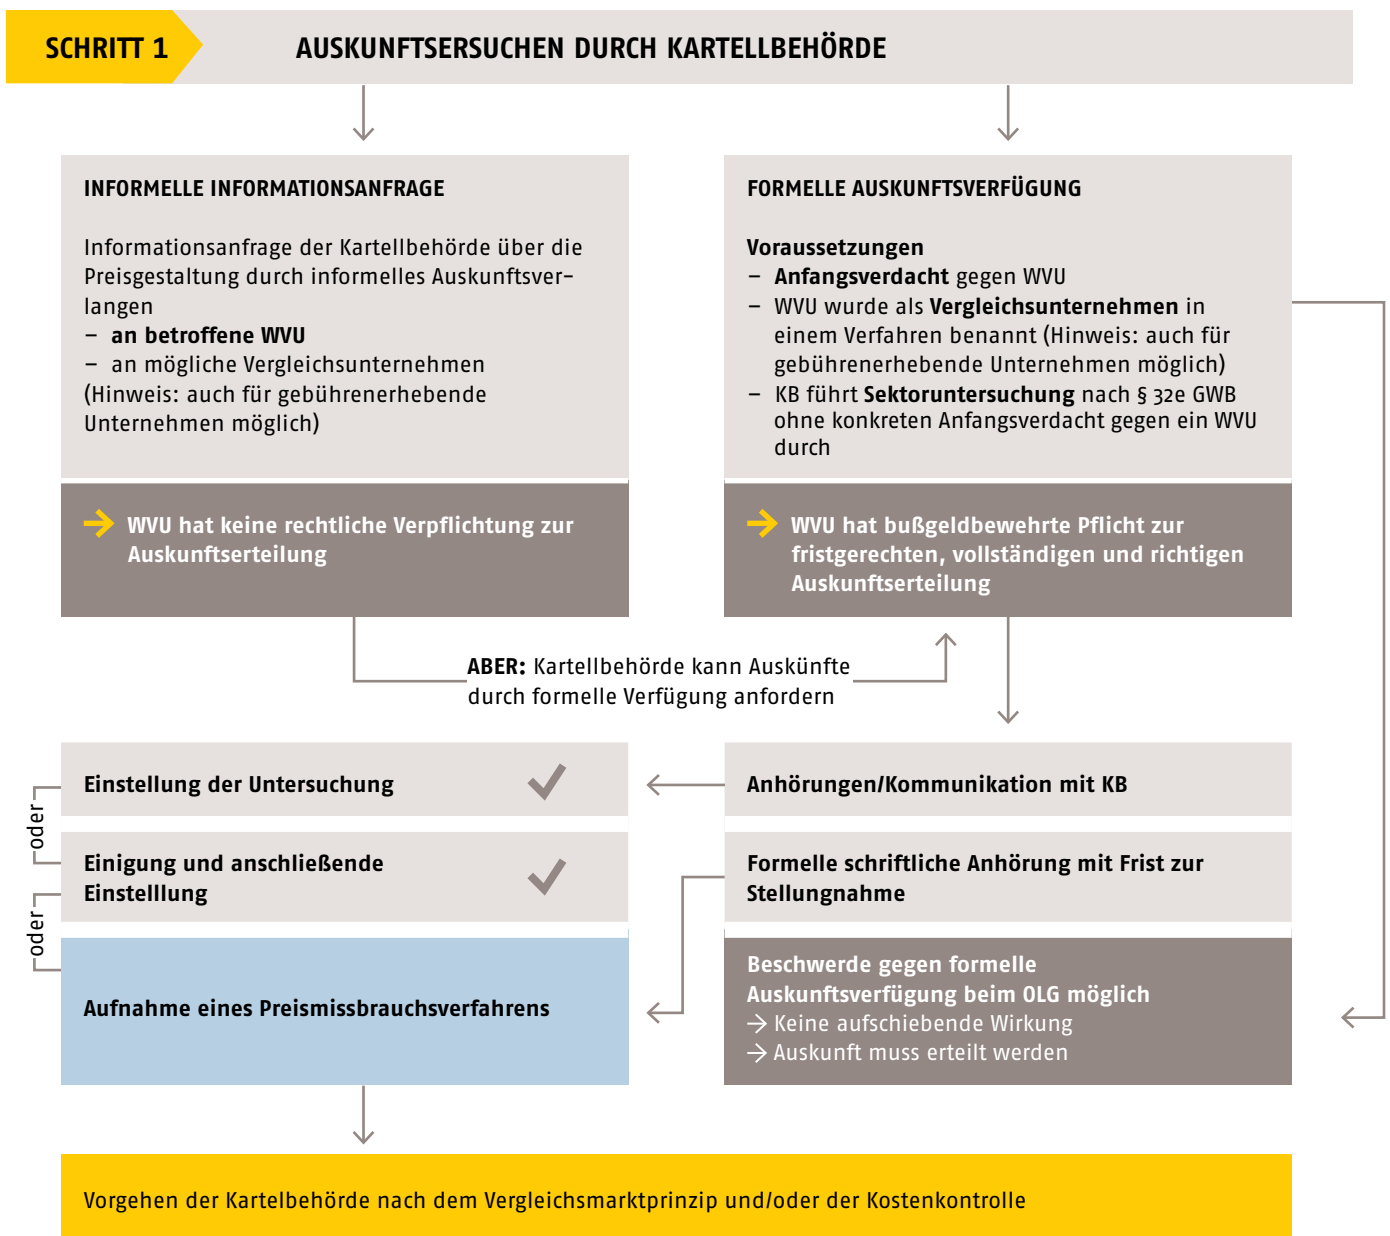 SCHRITT 1
AUSKUNFTSERSUCHEN DURCH KARTELLBEHÖRDE
INFORMELLE INFORMATIONSANFRAGE
Informationsanfrage der Kartellbehörde über die
Preisgestaltung durch informelles Auskunftsver-
langen
– an betroffene WVU
– an mögliche Vergleichsunternehmen
(Hinweis: auch für gebührenerhebende
Unternehmen möglich)
→ WVU hat keine rechtliche Verpflichtung zur
Auskunftserteilung
FORMELLE AUSKUNFTSVERFÜGUNG
Voraussetzungen
– Anfangsverdacht gegen WVU
– WVU wurde als Vergleichsunternehmen in
einem Verfahren benannt (Hinweis: auch für
gebührenerhebende Unternehmen möglich)
– KB führt Sektoruntersuchung nach § 32e GWB
ohne konkreten Anfangsverdacht gegen ein WVU
durch
→ WVU hat bußgeldbewehrte Pflicht zur
fristgerechten, vollständigen und richtigen
Auskunftserteilung
ABER: Kartellbehörde kann Auskünfte
durch formelle Verfügung anfordern
Einstellung der Untersuchung
oder
Einigung und anschließende
Einstelllung
oder
Aufnahme eines Preismissbrauchsverfahrens
Anhörungen/Kommunikation mit KB
Formelle schriftliche Anhörung mit Frist zur
Stellungnahme
Beschwerde gegen formelle
Auskunftsverfügung beim OLG möglich
→ Keine aufschiebende Wirkung
→ Auskunft muss erteilt werden
Vorgehen der Kartelbehörde nach dem Vergleichsmarktprinzip und/oder der Kostenkontrolle